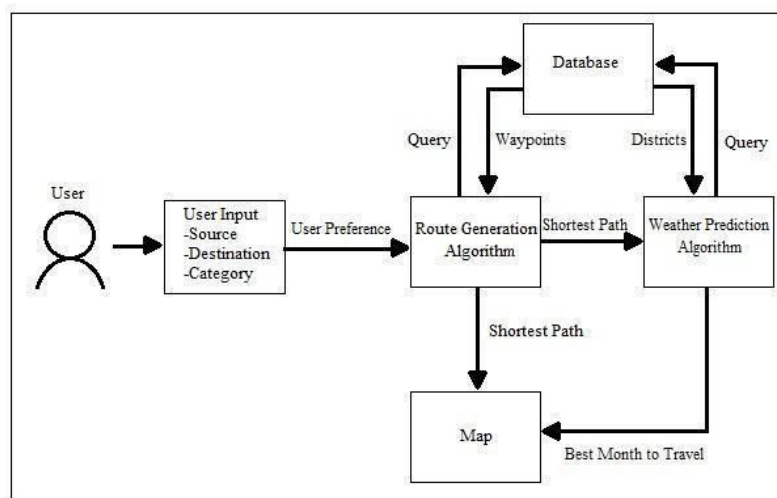 Database
Query
Waypoints
Districts
Query
User
User Input
-Source
-Destination
-Category
User Preference
Route Generation
Algorithm
Shortest Path
Weather Prediction
Algorithm
Shortest Path
Map
Best Month to Travel